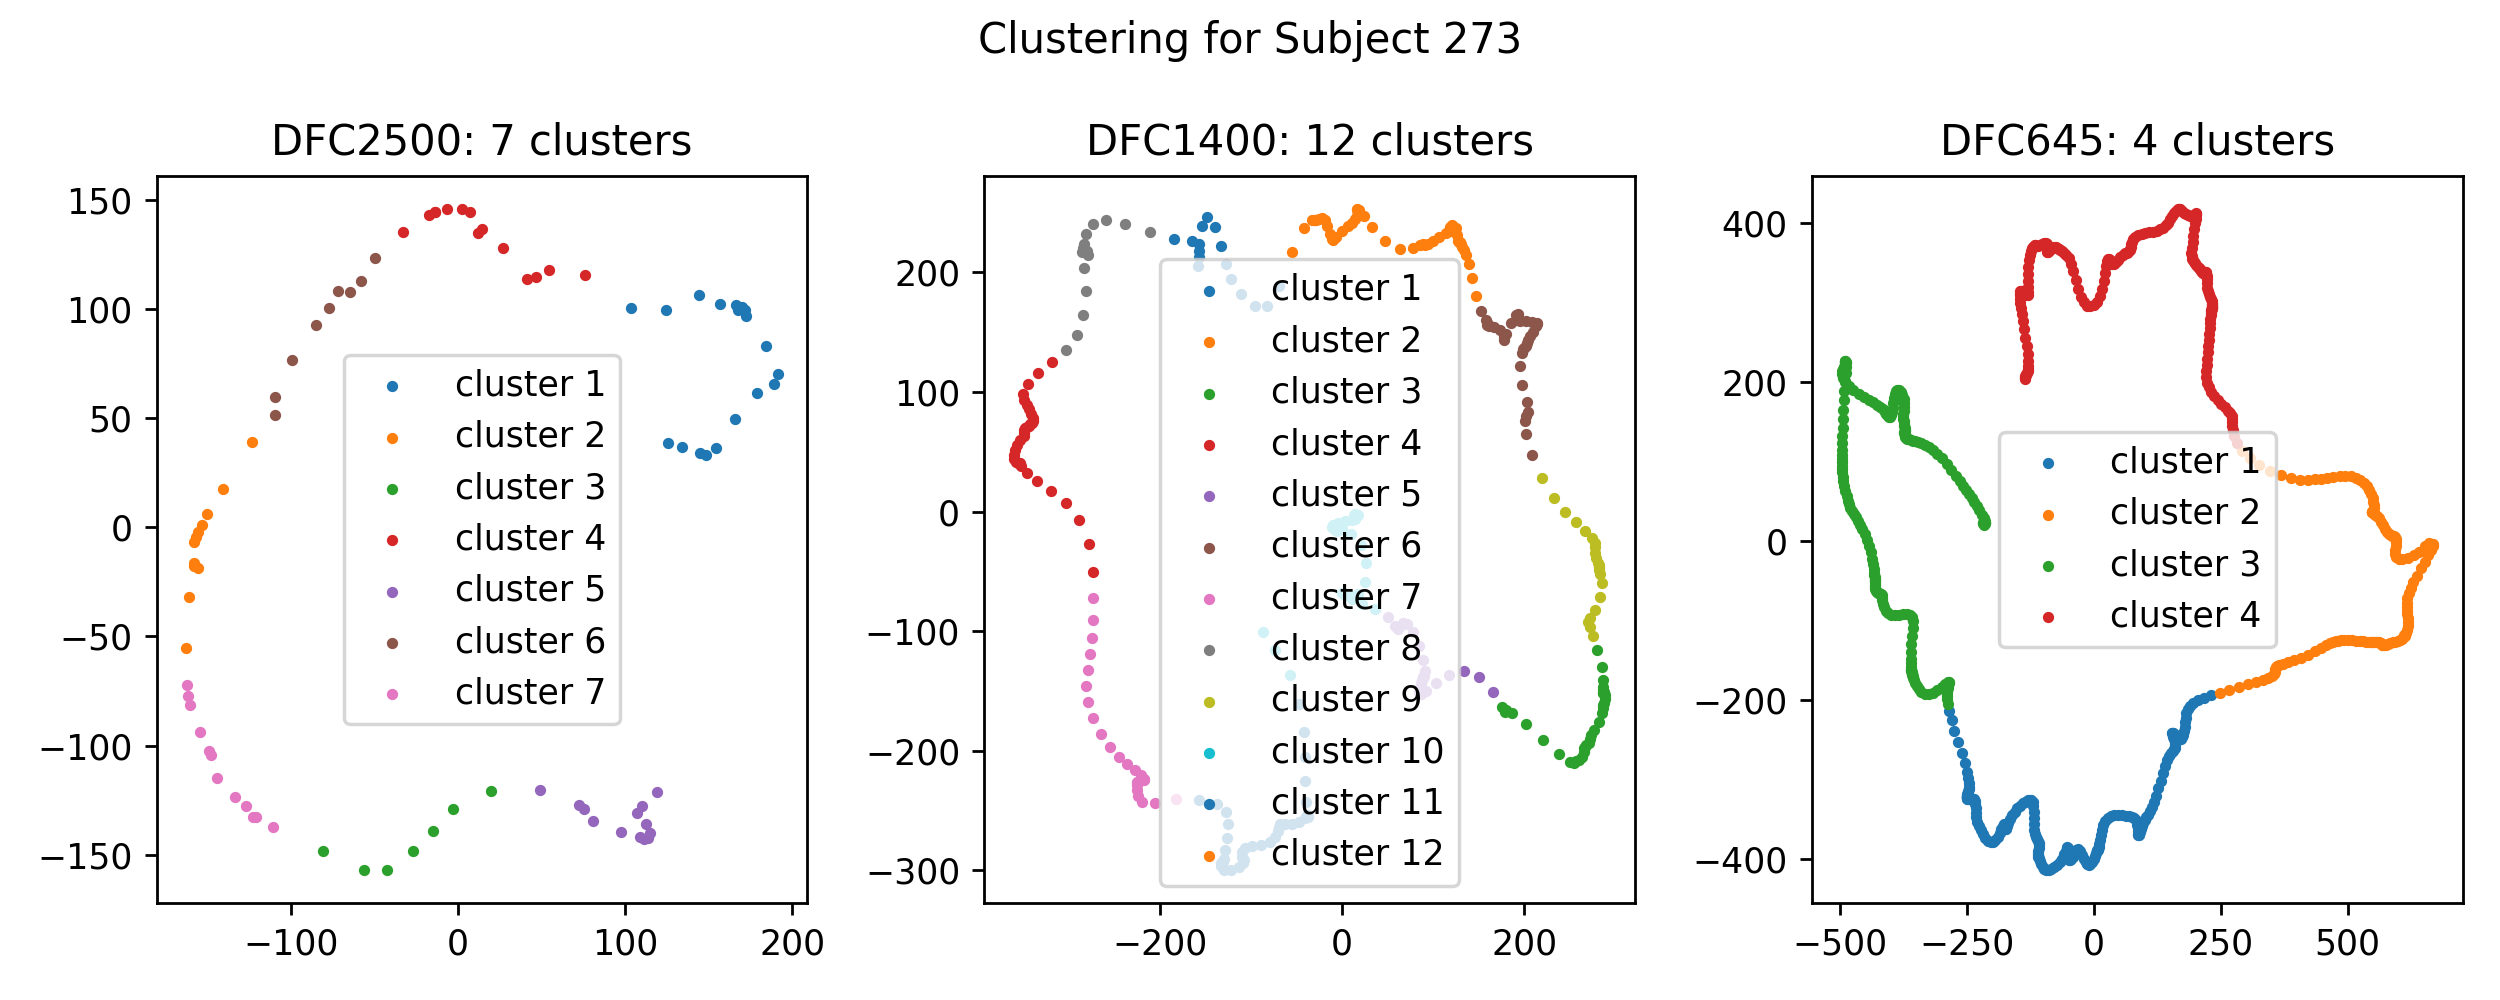 Clustering for Subject 273
DFC2500: 7 clusters
150
100
50
0
−50
−100
−150
−100
0
100
200
cluster 1
cluster 2
cluster 3
cluster 4
cluster 5
cluster 6
cluster 7
DFC1400: 12 clusters
200
100
0
−100
−200
−300
−200
0
200
cluster 1
cluster 2
cluster 3
cluster 4
cluster 5
cluster 6
cluster 7
cluster 8
cluster 9
cluster 10
cluster 11
cluster 12
DFC645: 4 clusters
400
200
0
−200
−400
−500
−250
0
250
500
cluster 1
cluster 2
cluster 3
cluster 4